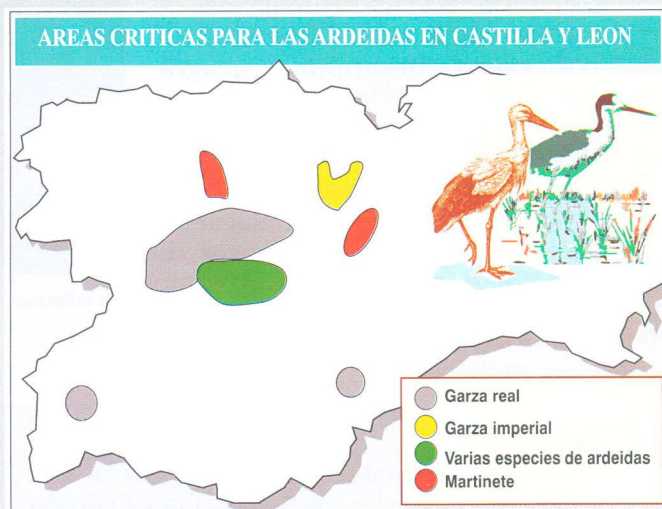 AREAS CRITICAS PARA LAS ARDEIDAS EN CASTILLA Y LEON
Garza real
Garza imperial
Varias especies de ardeidas
Martinete